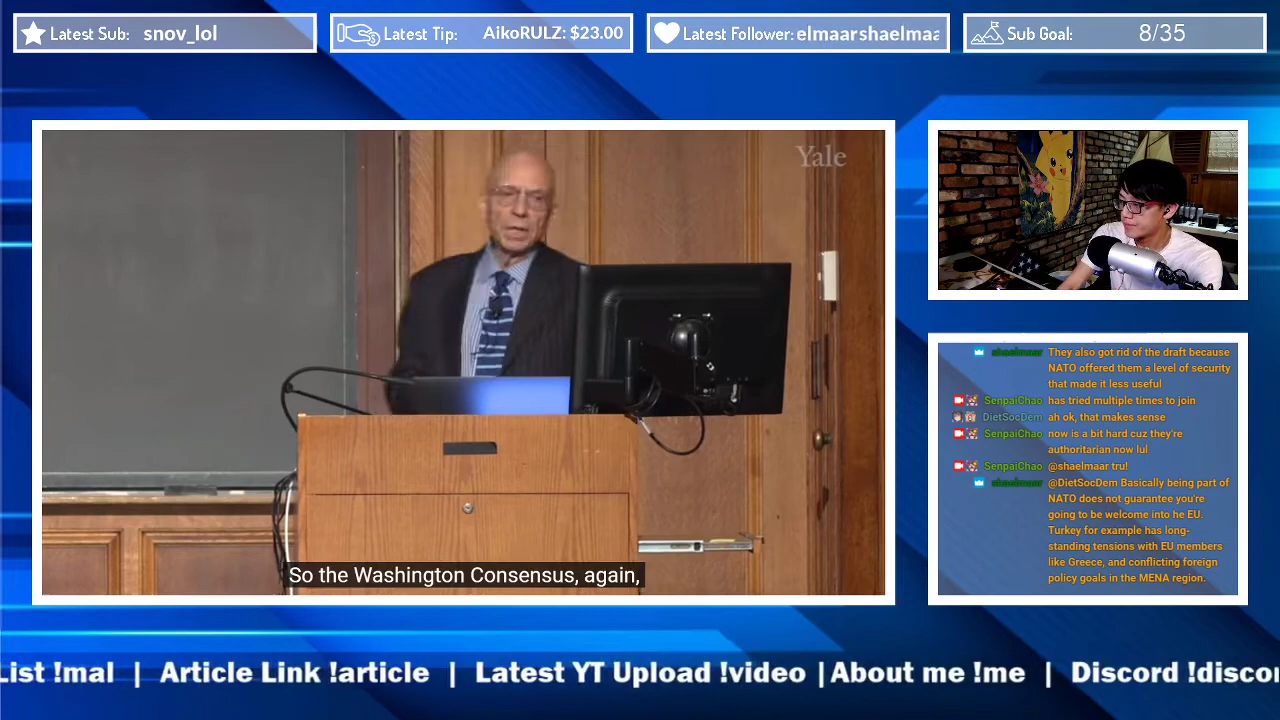 Latest Sub: snov_lol
Latest Tip: AikoRULZ: $23.00
Latest Follower: elmaarshaelmaa
Sub Goal: 8/35
Yale
So the Washington Consensus, again,
shaelmaar They also got rid of the draft because
NATO offered them a level of security
that made it less useful
SenpaiChao has tried multiple times to join
DietSocDem ah ok, that makes sense
SenpaiChao now is a bit hard cuz they're
authoritarian now lul
SenpaiChao @shaelmaar tru!
shaelmaar @DietSocDem Basically being part of
NATO does not guarantee you're
going to be welcome into he EU.
Turkey for example has long-
standing tensions with EU members
like Greece, and conflicting foreign
policy goals in the MENA region.
List !mal | Article Link !article | Latest YT Upload !video | About me !me | Discord !discor